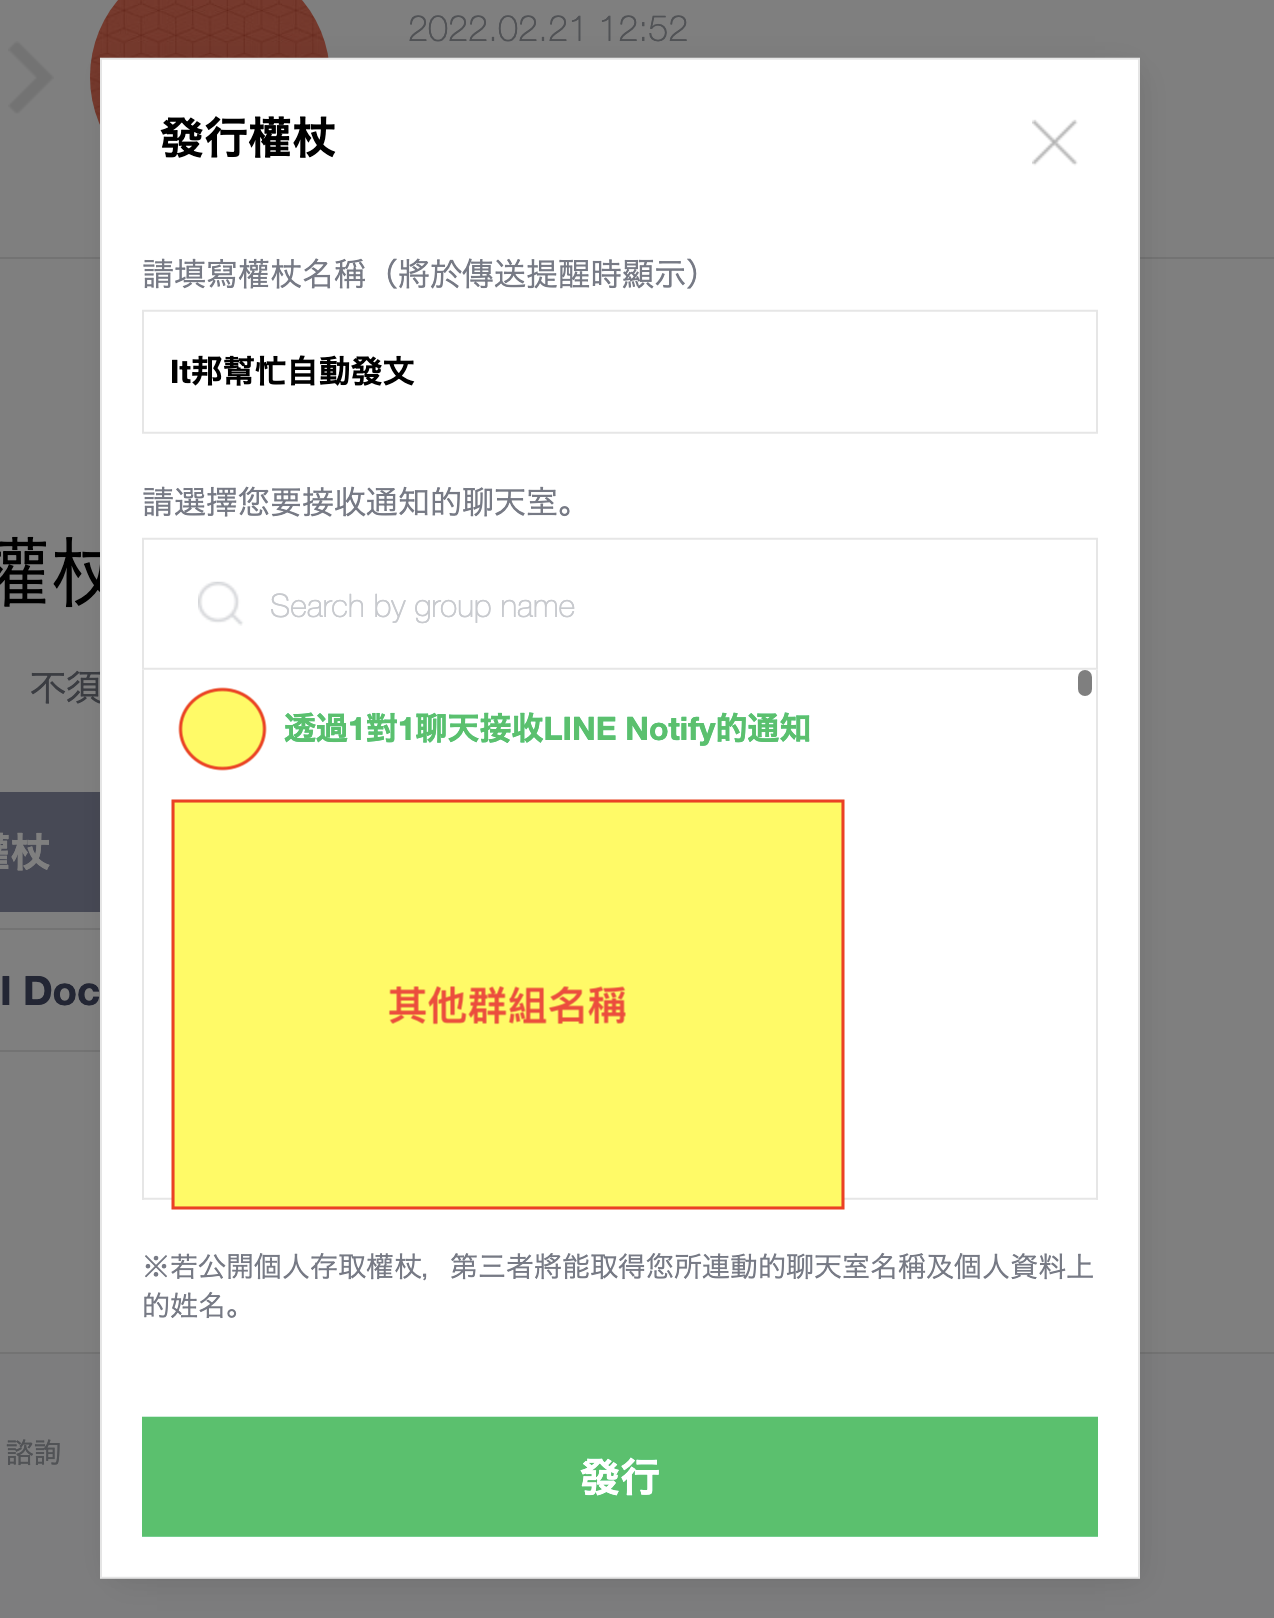 2022.02.21 12:52
發行權杖
請填寫權杖名稱（將於傳送提醒時顯示）
It邦幫忙自動發文
請選擇您要接收通知的聊天室。
權杖
Search by group name
不須
透過1對1聊天接收LINE Notify的通知
權杖
l Doc
其他群組名稱
※若公開個人存取權杖，第三者將能取得您所連動的聊天室名稱及個人資料上
的姓名。
諮詢
發行